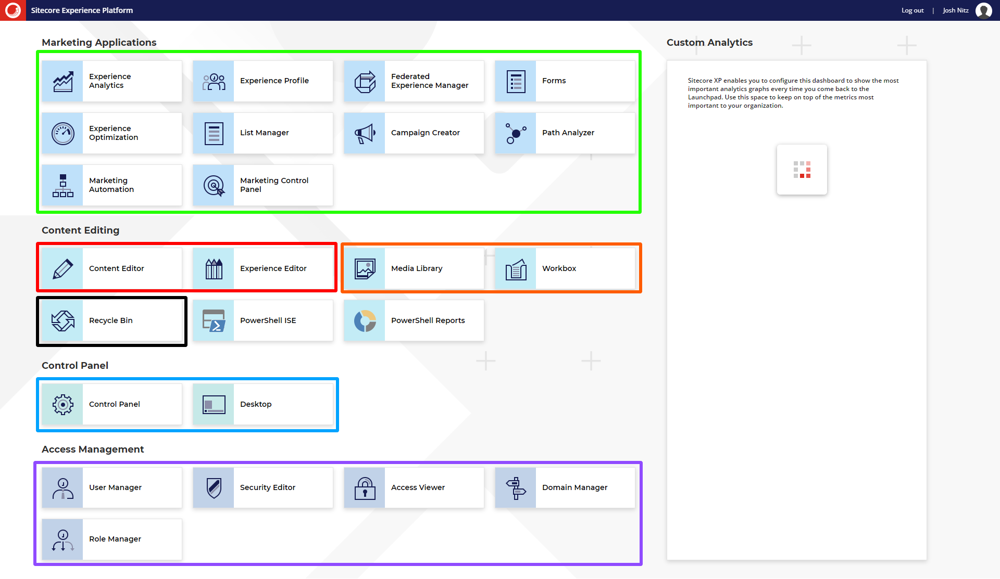 Sitecore Experience Platform
Log out | Josh Nitz
Marketing Applications
Experience
Analytics
Experience Profile
Federated
Experience Manager
Forms
Experience
Optimization
List Manager
Campaign Creator
Path Analyzer
Marketing
Automation
Marketing Control
Panel
Content Editing
Content Editor
Experience Editor
Media Library
Workbox
Recycle Bin
PowerShell ISE
PowerShell Reports
Control Panel
Control Panel
Desktop
Access Management
User Manager
Security Editor
Access Viewer
Domain Manager
Role Manager
Custom Analytics
Sitecore XP enables you to configure this dashboard to show the most
important analytics graphs every time you come back to the
Launchpad. Use this space to keep on top of the metrics most
important to your organization.